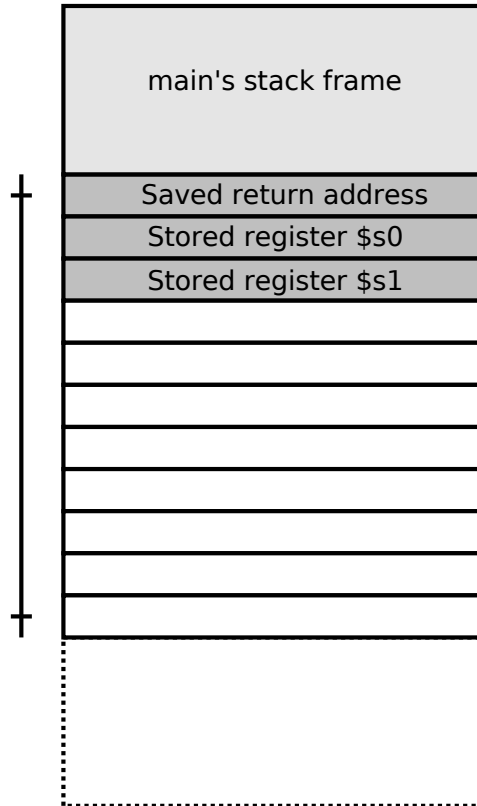 main's stack frame
Saved return address
Stored register $s0
Stored register $s1